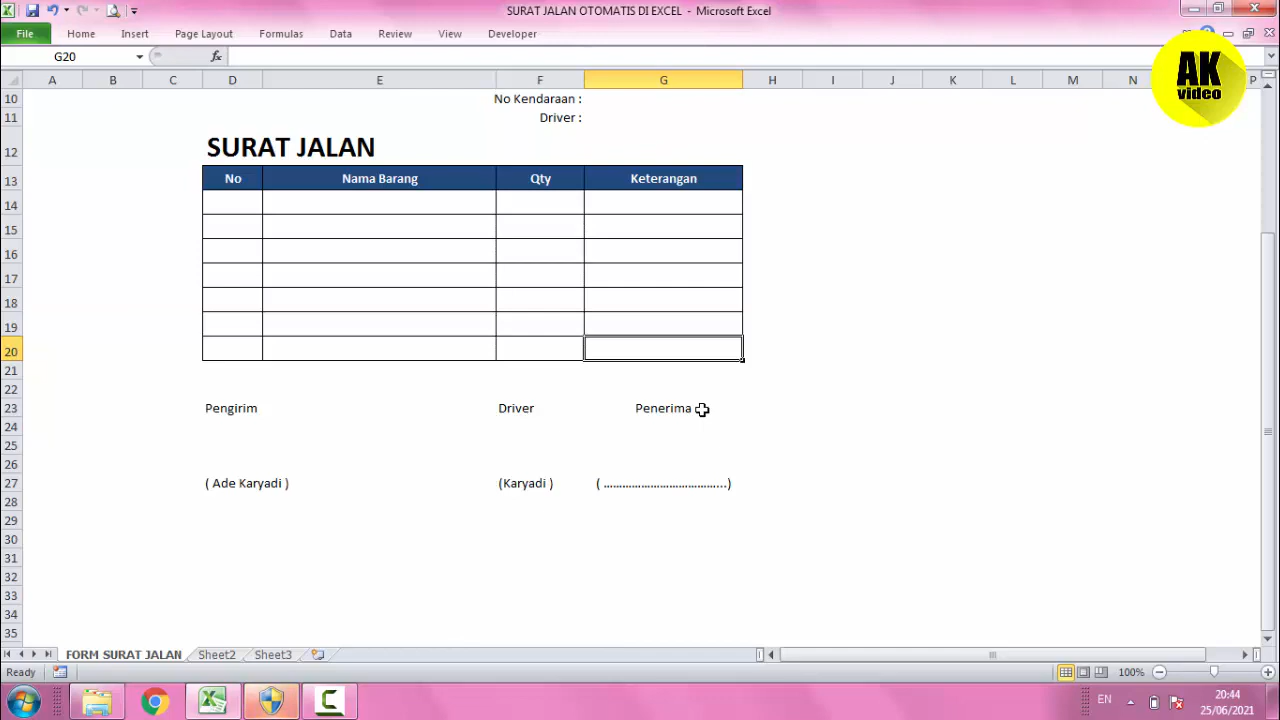 SURAT JALAN OTOMATIS DI EXCEL - Microsoft Excel
File Home Insert Page Layout Formulas Data Review View Developer
AK
video
G20 fx
A B C D E F G H I J K L M N P
10 No Kendaraan :
11 Driver :
12 SURAT JALAN
13 No Nama Barang Qty Keterangan
14
15
16
17
18
19
20
21
22
23 Pengirim Driver Penerima
24
25
26
27 ( Ade Karyadi ) (Karyadi ) ( ........................................)
28
29
30
31
32
33
34
35
FORM SURAT JALAN Sheet2 Sheet3
Ready 100%
EN 20:44
25/06/2021